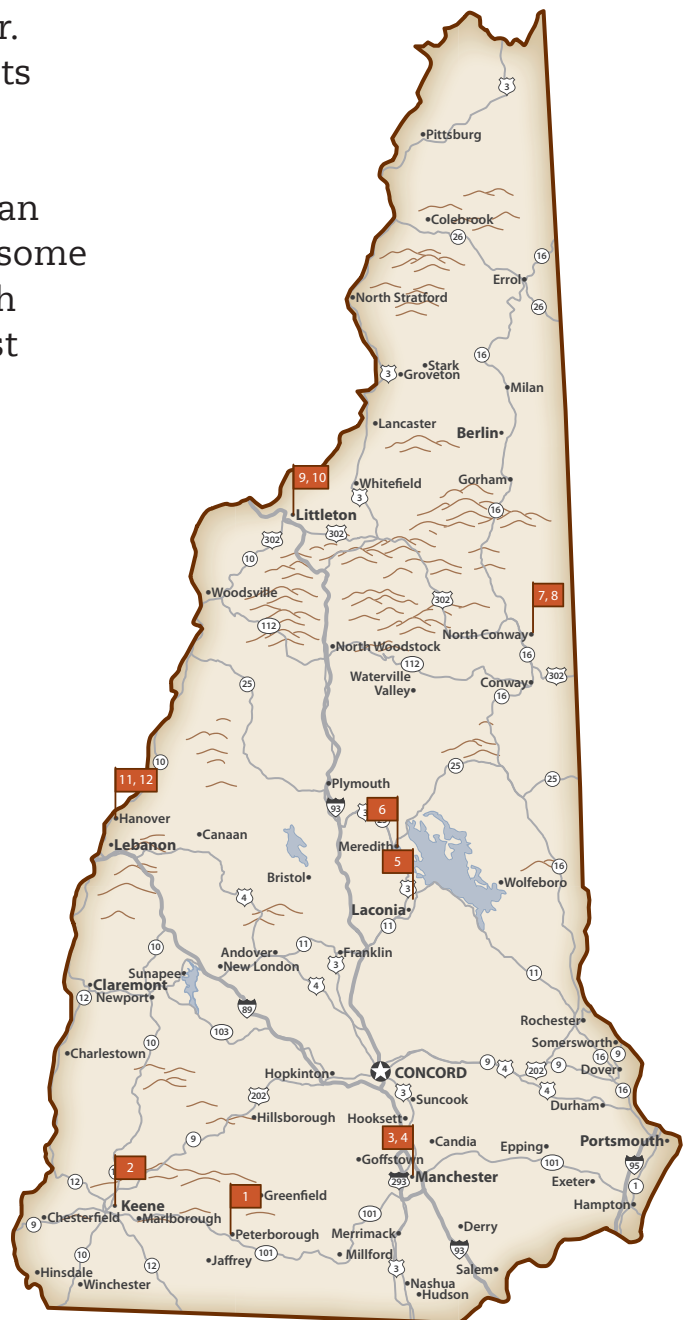 r.
ts
an
some
h
st
3
Pittsburg
Colebrook
26
16
Errol
North Stratford
26
16
Stark
3
Groveton
Milan
Lancaster
Berlin
9, 10
Whitefield
Gorham
3
16
Littleton
302
302
10
Woodsville
302
7, 8
112
North Conway
North Woodstock
16
112
302
Waterville
Valley
Conway
16
25
25
25
10
11, 12
Plymouth
93
6
Hanover
Canaan
Meredith
Lebanon
5
Bristol
3
Wolfeboro
16
4
Laconia
11
10
11
Andover
Franklin
New London
3
Sunapee
11
Claremont
4
12
Newport
89
Rochester
103
Somersworth
10
Charlestown
9
4
202
9
16
9
Dover
CONCORD
Hopkinton
202
3
Suncook
4
16
Durham
Hillsborough
Hooksett
9
3, 4
Candia
Epping
Portsmouth
Goffstown
101
95
2
Manchester
293
12
1
Greenfield
Exeter
1
Keene
Hampton
Chesterfield
Marlborough
101
9
Peterborough
Merrimack
Derry
10
101
Millford
93
12
Jaffrey
3
Salem
Hinsdale
Winchester
Nashua
Hudson